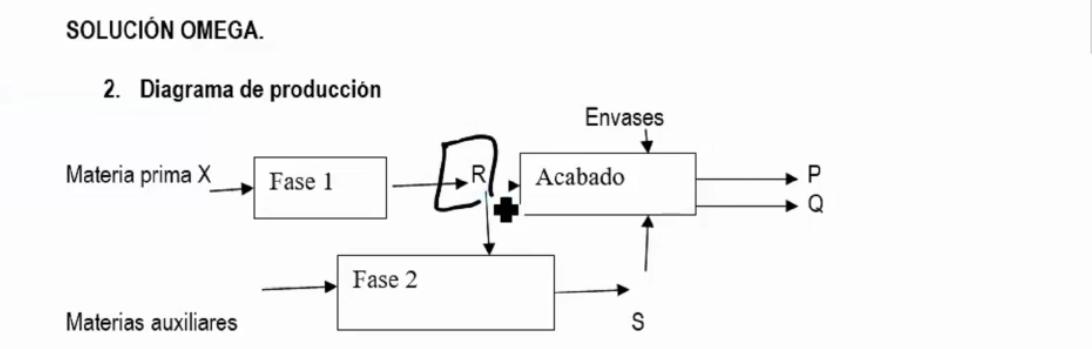 SOLUCIÓN OMEGA.
2. Diagrama de producción
Envases
Materia prima X
Fase 1
R
Acabado
P
Q
Fase 2
Materias auxiliares
S